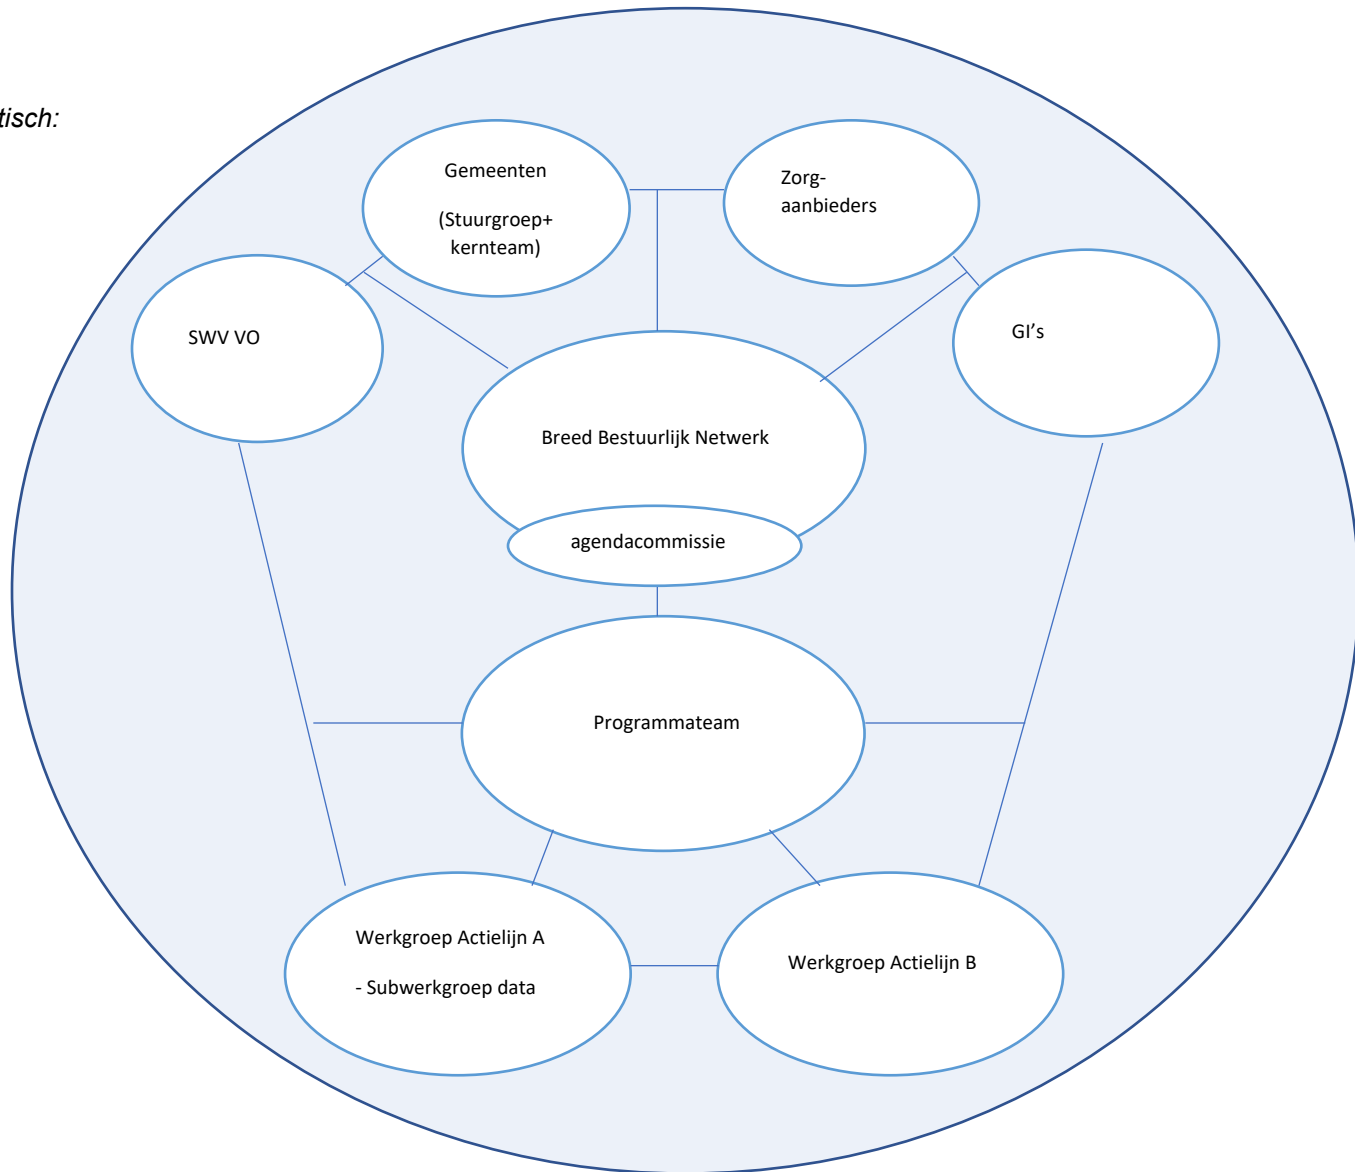 tisch:
Gemeenten
(Stuurgroep+
kernteam)
Zorg-
aanbieders
SWV VO
GI's
Breed Bestuurlijk Netwerk
agendacommissie
Programmateam
Werkgroep Actielijn A
- Subwerkgroep data
Werkgroep Actielijn B